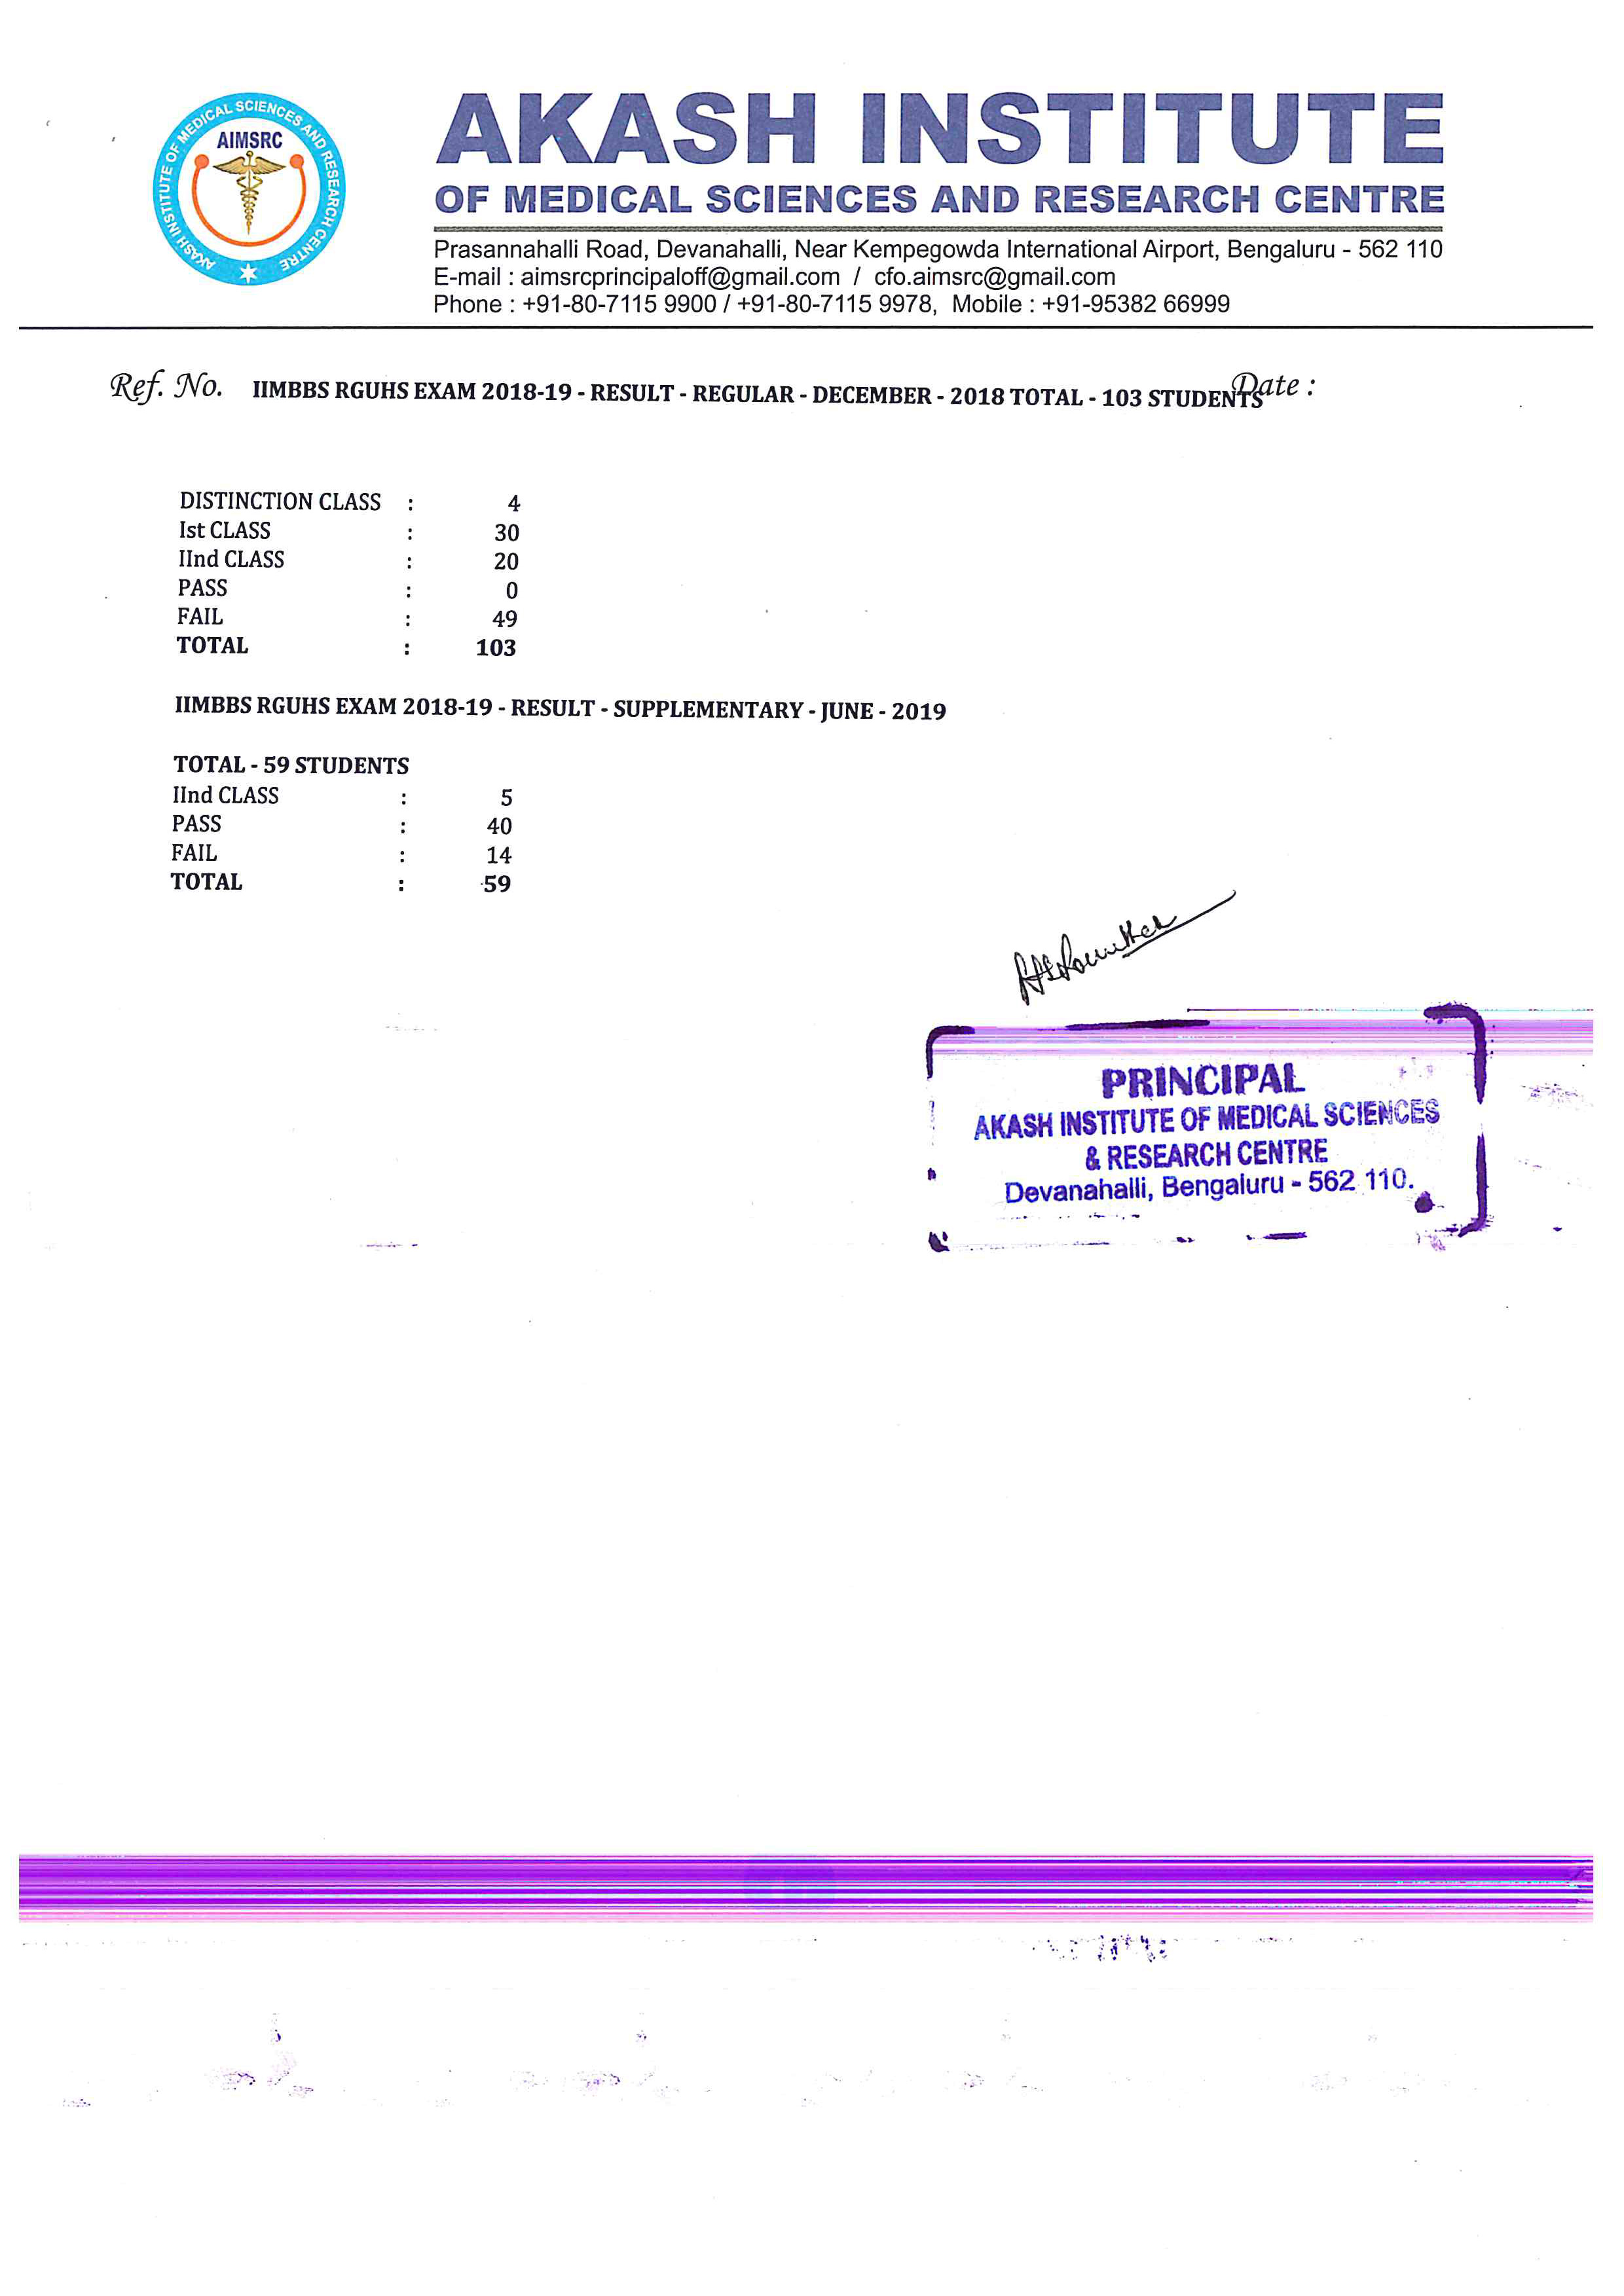 AKASH INSTITUTE OF MEDICAL SCIENCES AND RESEARCH CENTRE
AIMSRC
AKASH INSTITUTE
OF MEDICAL SCIENCES AND RESEARCH CENTRE
Prasannahalli Road, Devanahalli, Near Kempegowda International Airport, Bengaluru - 562 110
E-mail : aimsrcprincipaloff@gmail.com / cfo.aimsrc@gmail.com
Phone : +91-80-7115 9900 / +91-80-7115 9978, Mobile : +91-95382 66999
Ref. No. IIMBBS RGUHS EXAM 2018-19 - RESULT - REGULAR - DECEMBER - 2018 TOTAL - 103 STUDENTS Date :
DISTINCTION CLASS : 4
Ist CLASS : 30
IInd CLASS : 20
PASS : 0
FAIL : 49
TOTAL : 103
IIMBBS RGUHS EXAM 2018-19 - RESULT - SUPPLEMENTARY - JUNE - 2019
TOTAL - 59 STUDENTS
IInd CLASS : 5
PASS : 40
FAIL : 14
TOTAL : 59
PRINCIPAL
AKASH INSTITUTE OF MEDICAL SCIENCES
& RESEARCH CENTRE
Devanahalli, Bengaluru - 562 110.